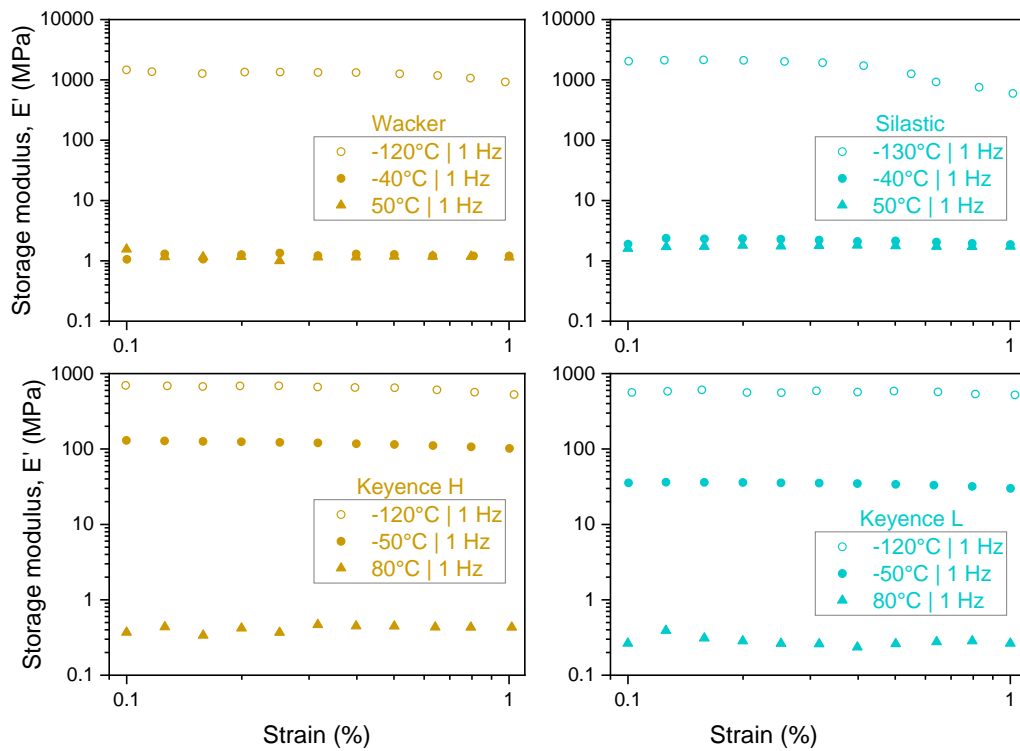 Storage modulus, E' (MPa)
10000
1000
100
10
1
0.1
Wacker
-120°C | 1 Hz
-40°C | 1 Hz
50°C | 1 Hz
0.1
1
10000
1000
100
10
1
0.1
Silastic
-130°C | 1 Hz
-40°C | 1 Hz
50°C | 1 Hz
0.1
1
Storage modulus, E' (MPa)
1000
100
10
1
0.1
Keyence H
-120°C | 1 Hz
-50°C | 1 Hz
80°C | 1 Hz
0.1
1
Strain (%)
1000
100
10
1
0.1
Keyence L
-120°C | 1 Hz
-50°C | 1 Hz
80°C | 1 Hz
0.1
1
Strain (%)